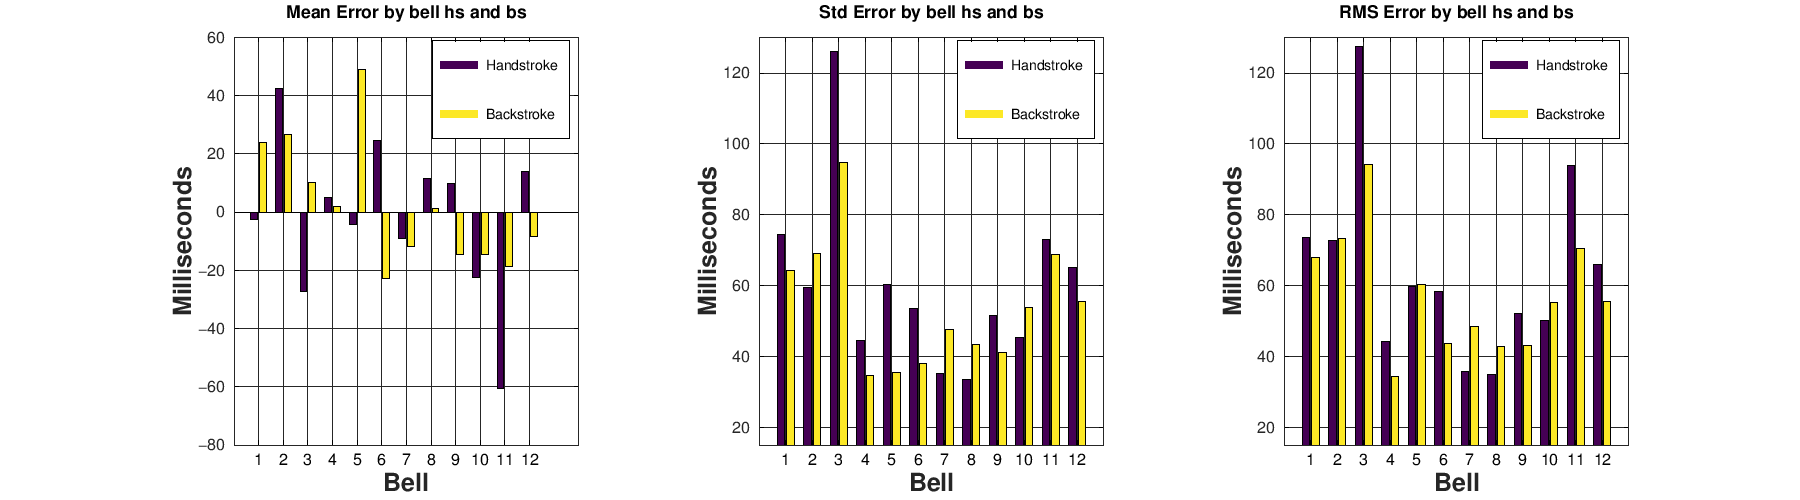 Mean Error by bell hs and bs
60
40
20
0
−20
−40
−60
−80
Milliseconds
1 2 3 4 5 6 7 8 9 10 11 12
Bell
Handstroke
Backstroke
Std Error by bell hs and bs
120
100
80
60
40
20
Milliseconds
1 2 3 4 5 6 7 8 9 10 11 12
Bell
Handstroke
Backstroke
RMS Error by bell hs and bs
120
100
80
60
40
20
Milliseconds
1 2 3 4 5 6 7 8 9 10 11 12
Bell
Handstroke
Backstroke